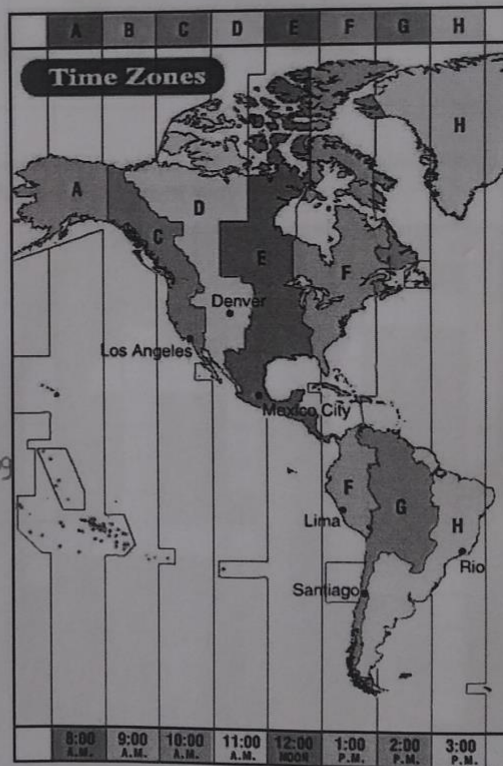 A B C D E F G H
Time Zones
H
A
D
C
E
F
Denver
Los Angeles
Mexico City
9
F
G
Lima
H
Rio
Santiago
8:00 9:00 10:00 11:00 12:00 1:00 2:00 3:00
A.M. A.M. A.M. A.M. NOON P.M. P.M. P.M.